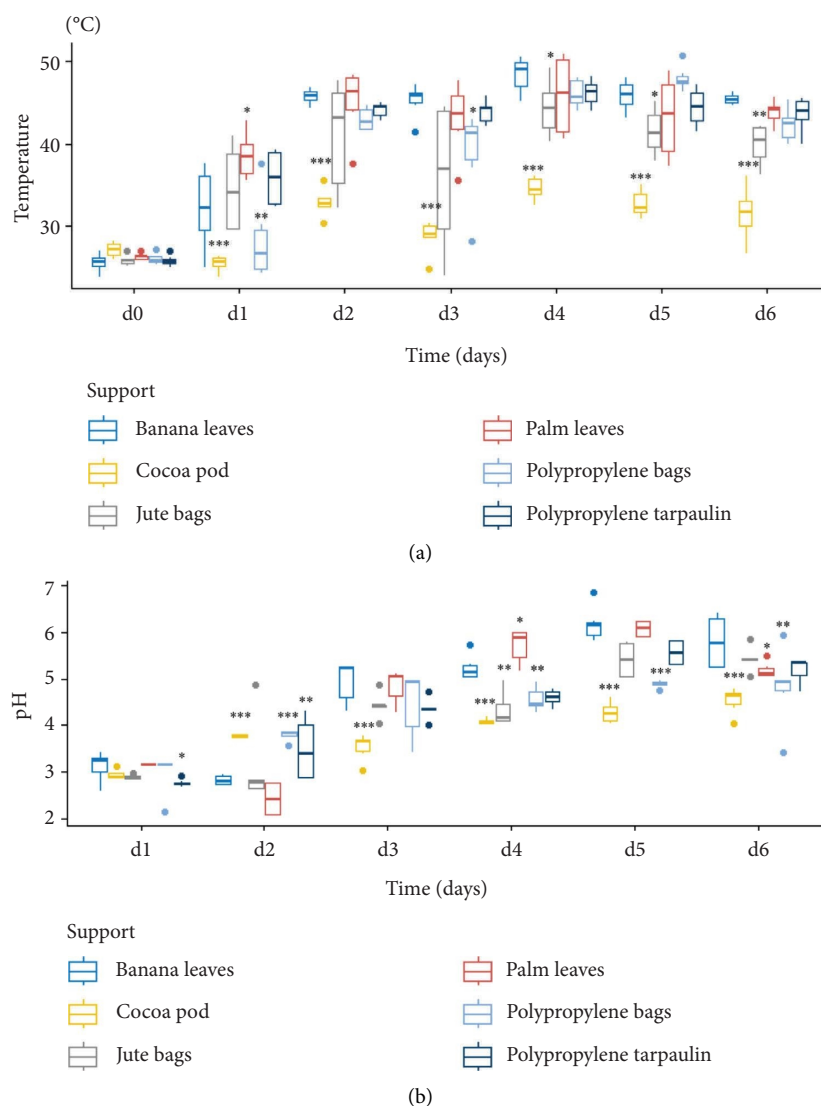 (°C)
50
40
30
Temperature
*
***
**
***
***
*
***
*
***
*
***
**
d0 d1 d2 d3 d4 d5 d6
Time (days)
Support
Banana leaves Palm leaves
Cocoa pod Polypropylene bags
Jute bags Polypropylene tarpaulin
(a)
7
6
5
4
3
2
pH
*
***
***
**
***
***
**
*
**
***
***
***
*
**
d1 d2 d3 d4 d5 d6
Time (days)
Support
Banana leaves Palm leaves
Cocoa pod Polypropylene bags
Jute bags Polypropylene tarpaulin
(b)